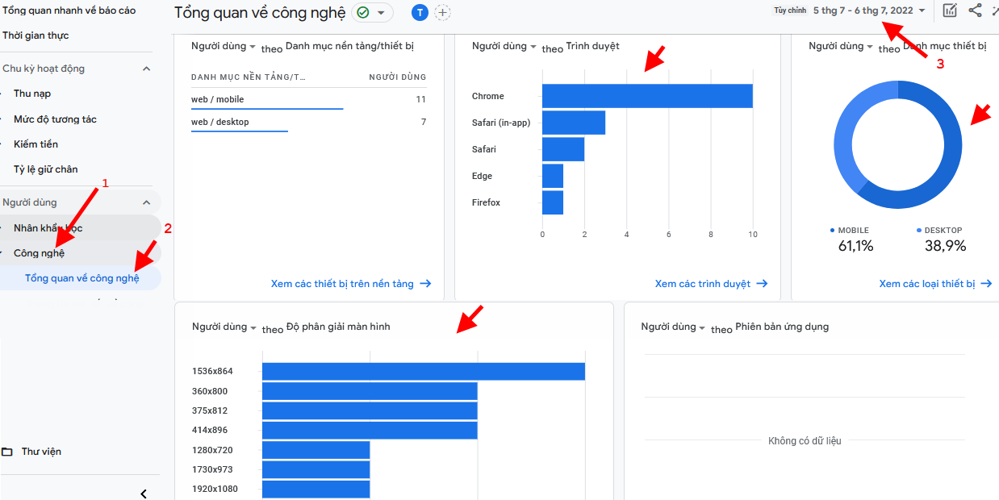 Tổng quan nhanh về báo cáo
Thời gian thực
Chu kỳ hoạt động
Thu nạp
Mức độ tương tác
Kiếm tiền
Tỷ lệ giữ chân
1
Người dùng
Nhân khẩu học
2
Công nghệ
Tổng quan về công nghệ
Thư viện
Tổng quan về công nghệ
T
Tùy chỉnh 5 thg 7 - 6 thg 7, 2022
3
Người dùng theo Danh mục nền tảng/thiết bị
DANH MỤC NỀN TẢNG/T... NGƯỜI DÙNG
web / mobile 11
web / desktop 7
Xem các thiết bị trên nền tảng
Người dùng theo Trình duyệt
Chrome
Safari (in-app)
Safari
Edge
Firefox
0 2 4 6 8 10
Xem các trình duyệt
Người dùng theo Danh mục thiết bị
MOBILE DESKTOP
61,1% 38,9%
Xem các loại thiết bị
Người dùng theo Độ phân giải màn hình
1536x864
360x800
375x812
414x896
1280x720
1730x973
1920x1080
Người dùng theo Phiên bản ứng dụng
Không có dữ liệu